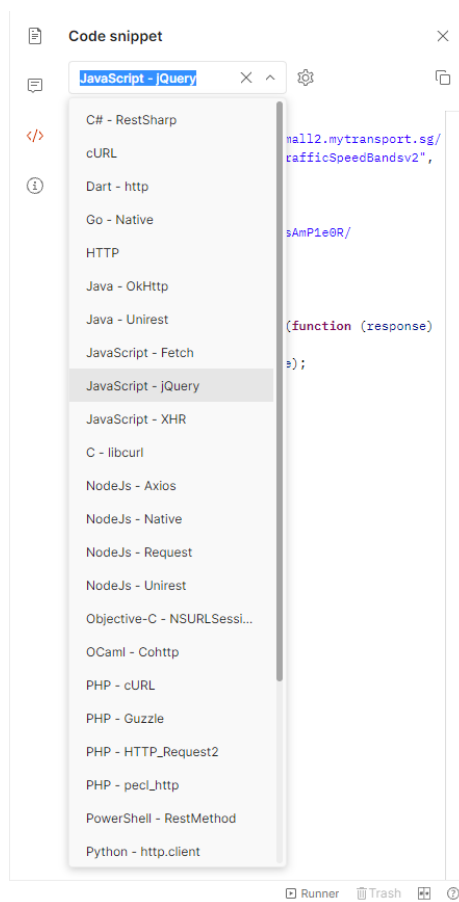 Code snippet
JavaScript - jQuery
C# - RestSharp
cURL
Dart - http
Go - Native
HTTP
Java - OkHttp
Java - Unirest
JavaScript - Fetch
JavaScript - jQuery
JavaScript - XHR
C - libcurl
NodeJs - Axios
NodeJs - Native
NodeJs - Request
NodeJs - Unirest
Objective-C - NSURLSessi...
OCaml - Cohttp
PHP - cURL
PHP - Guzzle
PHP - HTTP_Request2
PHP - pecl_http
PowerShell - RestMethod
Python - http.client
mall2.mytransport.sg/
rafficSpeedBandsv2",
sAmP1e0R/
(function (response)
e);
Runner
Trash